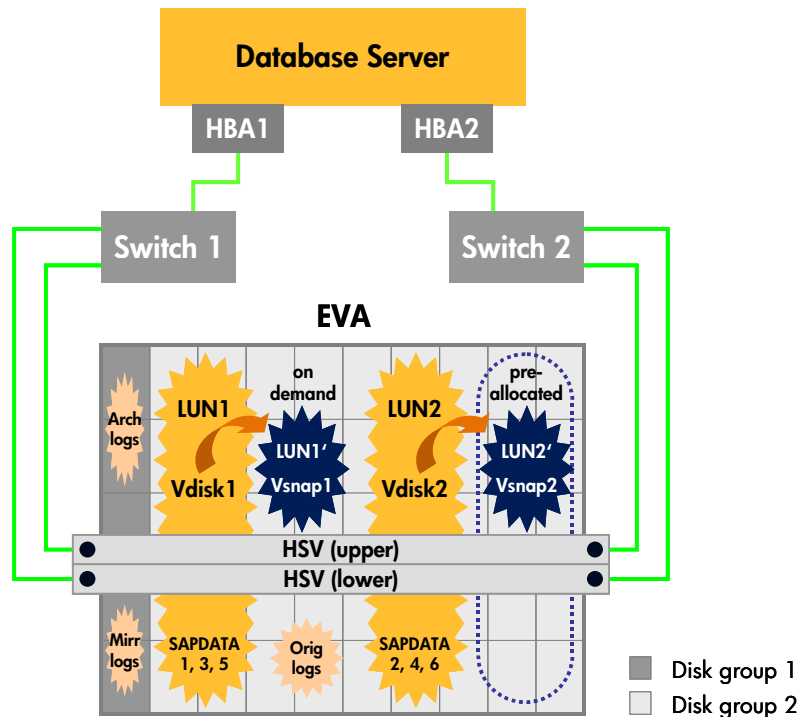 Database Server
HBA1
HBA2
Switch 1
Switch 2
EVA
Arch
logs
LUN1
Vdisk1
on
demand
LUN1‘
Vsnap1
LUN2
Vdisk2
pre-
allocated
LUN2‘
Vsnap2
HSV (upper)
HSV (lower)
Mirr
logs
SAPDATA
1, 3, 5
Orig
logs
SAPDATA
2, 4, 6
Disk group 1
Disk group 2